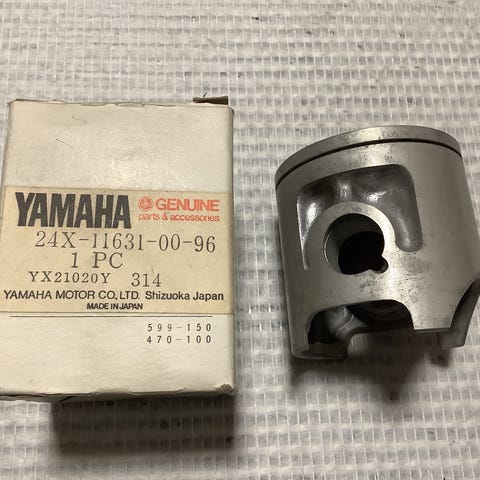 YAMAHA GENUINE
parts & accessories
24X-11631-00-96
1 PC
YX21020Y 314
YAMAHA MOTOR CO., LTD. Shizuoka Japan
MADE IN JAPAN
599-150
470-100